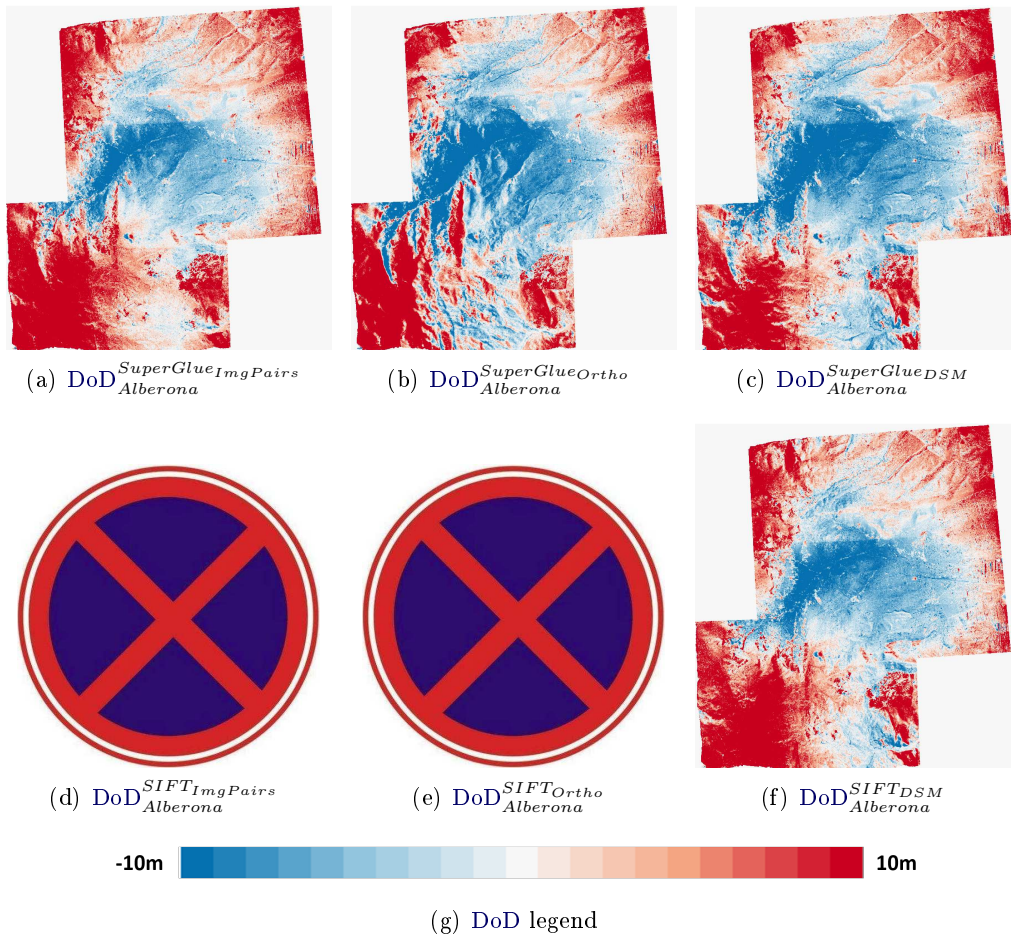 (a) DoD^{SuperGlue_{ImgPairs}}_{Alberona}
(b) DoD^{SuperGlue_{Ortho}}_{Alberona}
(c) DoD^{SuperGlue_{DSM}}_{Alberona}
(d) DoD^{SIFT_{ImgPairs}}_{Alberona}
(e) DoD^{SIFT_{Ortho}}_{Alberona}
(f) DoD^{SIFT_{DSM}}_{Alberona}
-10m 10m
(g) DoD legend